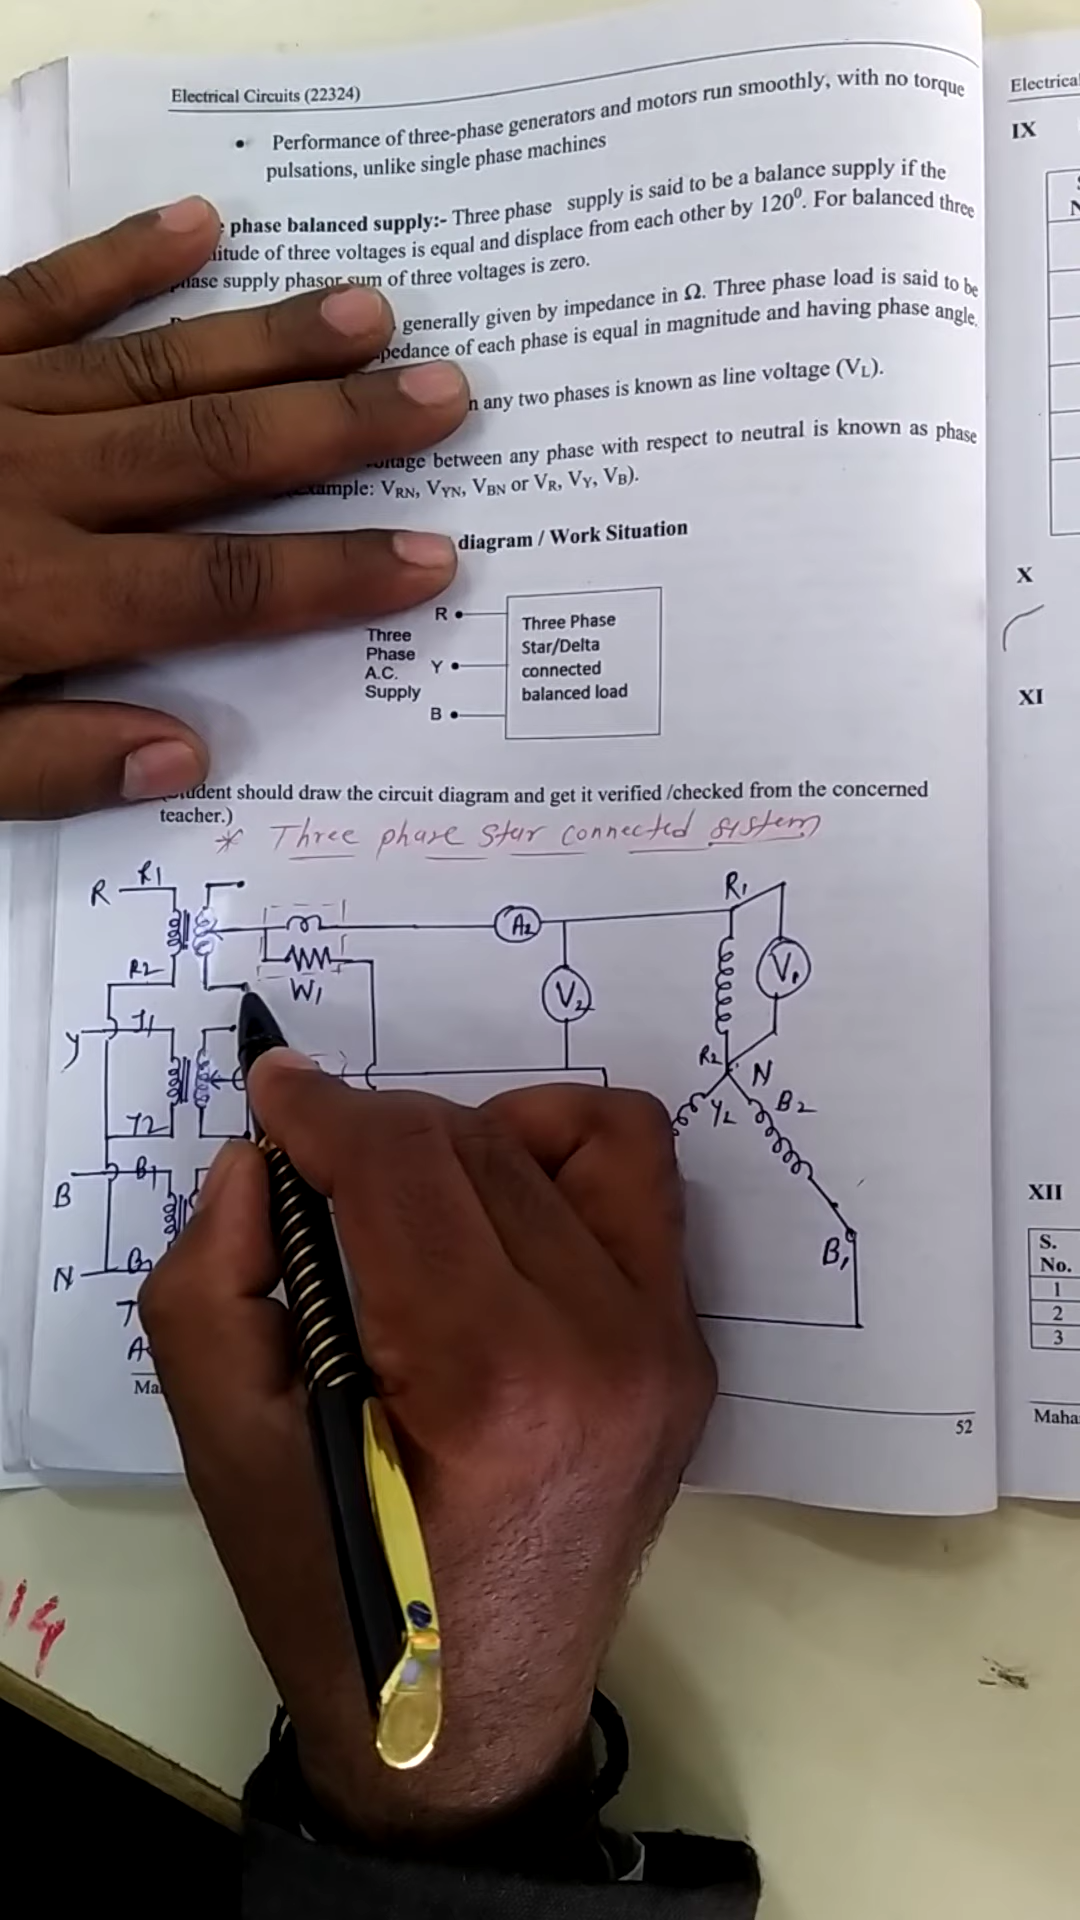 Electrical Circuits (22324)
• Performance of three-phase generators and motors run smoothly, with no torque
pulsations, unlike single phase machines
phase balanced supply:- Three phase supply is said to be a balance supply if the
itude of three voltages is equal and displace from each other by 120⁰. For balanced three
supply phasor sum of three voltages is zero.
generally given by impedance in Ω. Three phase load is said to be
pedance of each phase is equal in magnitude and having phase angle.
n any two phases is known as line voltage (VL).
between any phase with respect to neutral is known as phase
ample: VRN, VYN, VBN or VR, VY, VB).
diagram / Work Situation
Three
Phase
A.C.
Supply
R
Y
B
Three Phase
Star/Delta
connected
balanced load
udent should draw the circuit diagram and get it verified /checked from the concerned
teacher.)
* Three phase Star connected system
R R1
R2
Y Y1
Y2
B B1
N
W1
A2
V2
R1
V1
R2
N
Y2
B2
B1
Ma
52
Electrical
IX
X
XI
XII
S.
No.
1
2
3
Maha
14